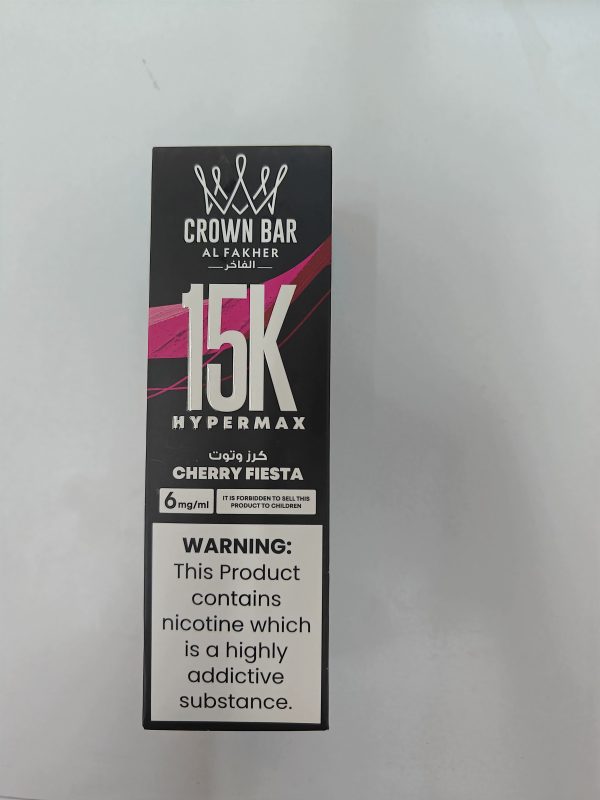 CROWN BAR
AL FAKHER
الفاخر
15K
HYPERMAX
كرز وتوت
CHERRY FIESTA
6mg/ml
IT IS FORBIDDEN TO SELL THIS
PRODUCT TO CHILDREN
WARNING:
This Product
contains
nicotine which
is a highly
addictive
substance.